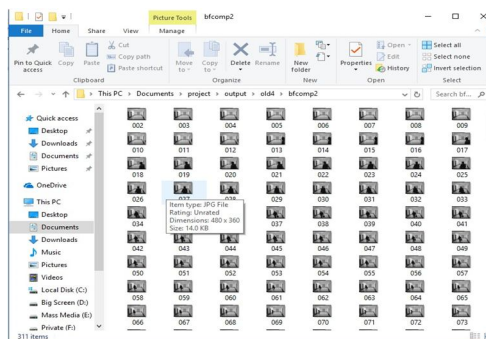 Picture Tools bfcomp2
File Home Share View Manage
Pin to Quick access
Copy
Paste
Cut
Copy path
Paste shortcut
Move to
Copy to
Delete
Rename
New folder
Properties
Open
Edit
History
Select all
Select none
Invert selection
Clipboard Organize New Open Select
This PC Documents project output old4 bfcomp2
Search bf...
Quick access
Desktop
Downloads
Documents
Pictures
OneDrive
This PC
Desktop
Documents
Downloads
Music
Pictures
Videos
Local Disk (C:)
Big Screen (D:)
Mass Media (E:)
Private (F:)
002 003 004 005 006 007 008 009
010 011 012 013 014 015 016 017
018 019 020 021 022 023 024 025
026 027 028 029 030 031 032 033
Item type: JPG File
Rating: Unrated
Dimensions: 480 x 360
Size: 14.0 KB
034 037 038 039 040 041
042 043 044 045 046 047 048 049
050 051 052 053 054 055 056 057
058 059 060 061 062 063 064 065
066 067 068 069 070 071 072 073
311 items